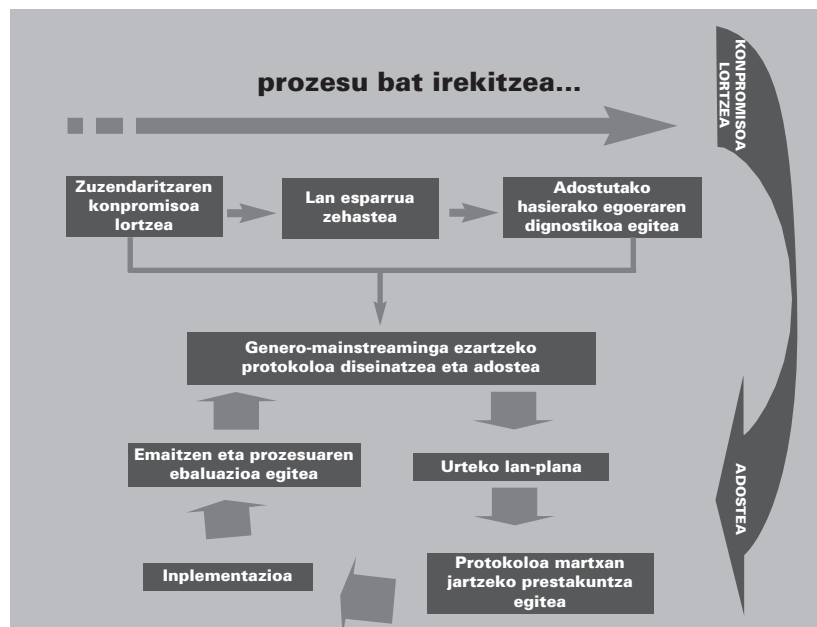 prozesu bat irekitzea...
KONPROMISOA
LORTZEA
Zuzendaritzaren
konpromisoa
lortzea
Lan esparrua
zehastea
Adostutako
hasierako egoeraren
dignostikoa egitea
Genero-mainstreaminga ezartzeko
protokoloa diseinatzea eta adostea
Emaitzen eta prozesuaren
ebaluazioa egitea
Urteko lan-plana
ADOSTEA
Inplementazioa
Protokoloa martxan
jartzeko prestakuntza
egitea